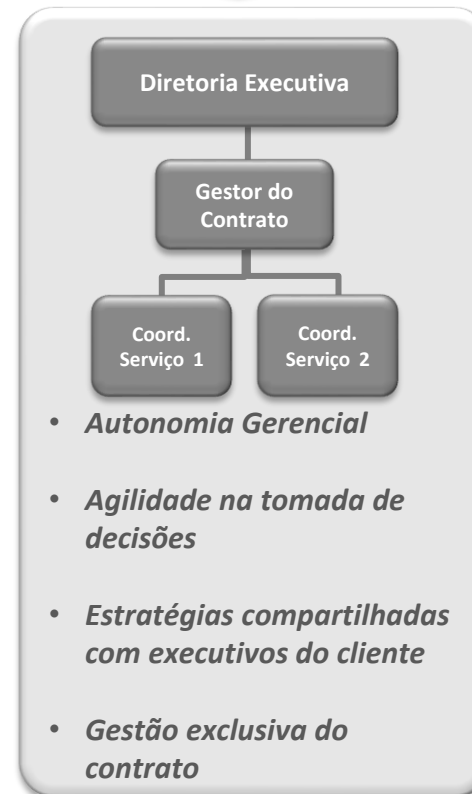 Diretoria Executiva
Gestor do
Contrato
Coord.
Serviço 1
Coord.
Serviço 2
• Autonomia Gerencial
• Agilidade na tomada de
decisões
• Estratégias compartilhadas
com executivos do cliente
• Gestão exclusiva do
contrato